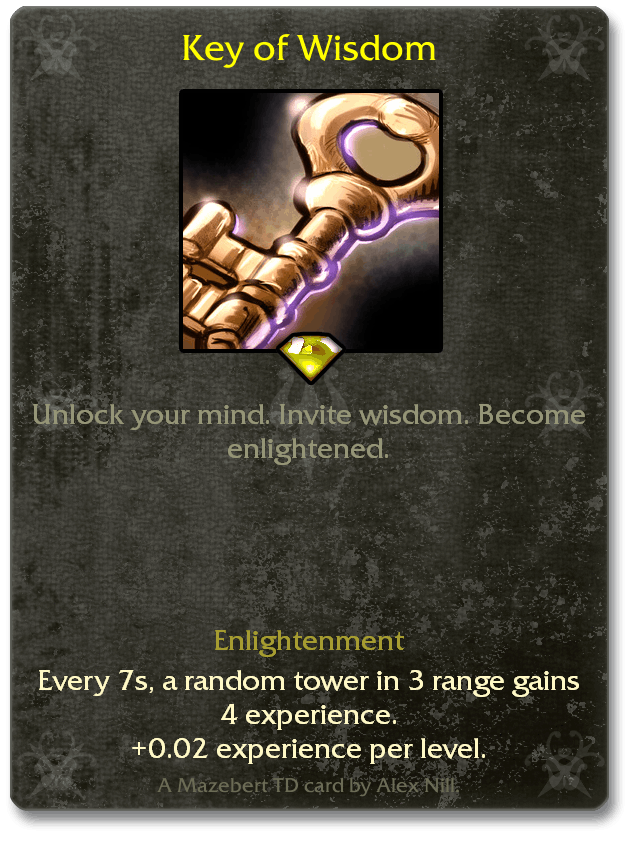 Key of Wisdom
Unlock your mind. Invite wisdom. Become
enlightened.
Enlightenment
Every 7s, a random tower in 3 range gains
4 experience.
+0.02 experience per level.
A Mazebert TD card by Alex Nill.